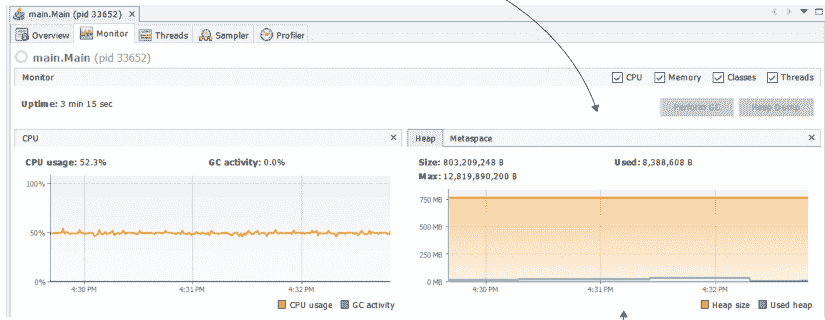 main.Main (pid 33652)
Overview Monitor Threads Sampler Profiler
main.Main (pid 33652)
Monitor CPU Memory Classes Threads
Uptime: 3 min 15 sec Perform GC Heap Dump
CPU Heap Metaspace
CPU usage: 52.3% GC activity: 0.0%
100%
50%
0%
4:30 PM 4:31 PM 4:32 PM
CPU usage GC activity
Size: 803,209,248 B Used: 8,388,608 B
Max: 12,819,890,200 B
750 MB
500 MB
250 MB
0 MB
4:30 PM 4:31 PM 4:32 PM
Heap size Used heap